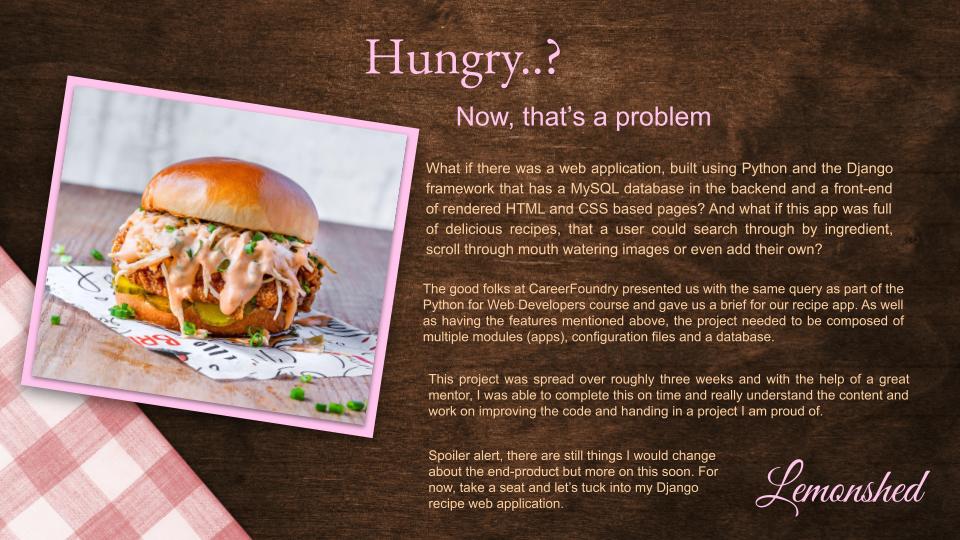 Hungry..?
Now, that's a problem
What if there was a web application, built using Python and the Django
framework that has a MySQL database in the backend and a front-end
of rendered HTML and CSS based pages? And what if this app was full
of delicious recipes, that a user could search through by ingredient,
scroll through mouth watering images or even add their own?
The good folks at CareerFoundry presented us with the same query as part of the
Python for Web Developers course and gave us a brief for our recipe app. As well
as having the features mentioned above, the project needed to be composed of
multiple modules (apps), configuration files and a database.
This project was spread over roughly three weeks and with the help of a great
mentor, I was able to complete this on time and really understand the content and
work on improving the code and handing in a project I am proud of.
Spoiler alert, there are still things I would change
about the end-product but more on this soon. For
now, take a seat and let's tuck into my Django
recipe web application.
Lemonshed